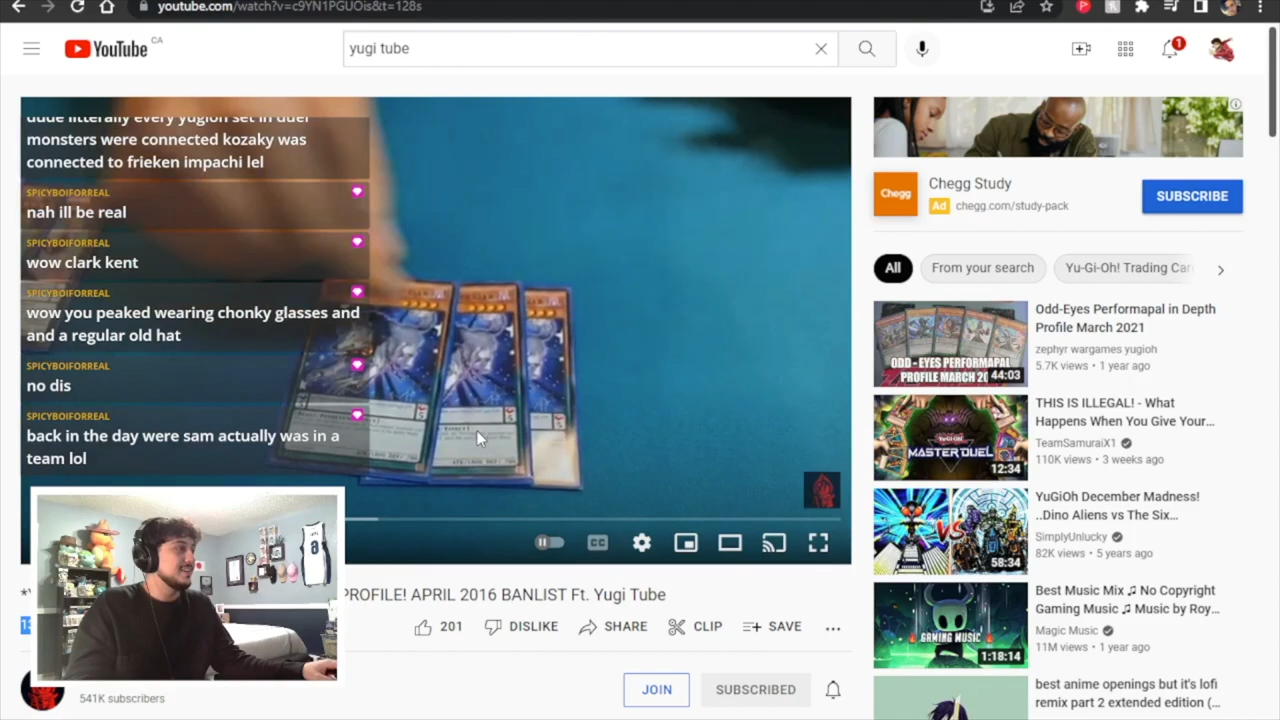 youtube.com/watch?v=c9YN1PGUOis&t=128s
YouTube CA
yugi tube
1
dude litterally every yugioh set in duel
monsters were connected kozaky was
connected to frieken impachi lel
SPICYBOIFORREAL
nah ill be real
SPICYBOIFORREAL
wow clark kent
SPICYBOIFORREAL
wow you peaked wearing chonky glasses and
and a regular old hat
SPICYBOIFORREAL
no dis
SPICYBOIFORREAL
back in the day were sam actually was in a
team lol
CC
8
PROFILE! APRIL 2016 BANLIST Ft. Yugi Tube
201
DISLIKE
SHARE
CLIP
SAVE
541K subscribers
JOIN
SUBSCRIBED
Chegg
Chegg Study
Ad chegg.com/study-pack
SUBSCRIBE
All
From your search
Yu-Gi-Oh! Trading Car
ODD - EYES PERFORMAPAL
PROFILE MARCH 20
44:03
Odd-Eyes Performapal in Depth
Profile March 2021
zephyr wargames yugioh
5.7K views • 1 year ago
Yu-Gi-Oh!
MASTER DUEL
12:34
THIS IS ILLEGAL! - What
Happens When You Give Your...
TeamSamuraiX1
110K views • 3 weeks ago
VS
58:34
YuGiOh December Madness!
..Dino Aliens vs The Six...
SimplyUnlucky
82K views • 5 years ago
GAMING MUSIC
1:18:14
Best Music Mix ♫ No Copyright
Gaming Music ♫ Music by Roy...
Magic Music
11M views • 1 year ago
best anime openings but it's lofi
remix part 2 extended edition (...